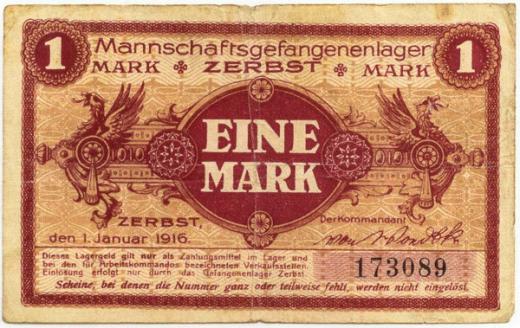 1 Mannschaftsgefangenenlager 1
MARK ZERBST MARK
EINE
MARK
ZERBST,
den 1. Januar 1916.
Der Kommandant
Dieses Lagergeld gilt nur als Zahlungsmittel im Lager und
bei den für Arbeitskommandos bezeichneten Verkaufsstellen.
Einlösung erfolgt nur durch das Gefangenenlager Zerbst.
173089
Scheine, bei denen die Nummer ganz oder teilweise fehlt, werden nicht eingelöst.